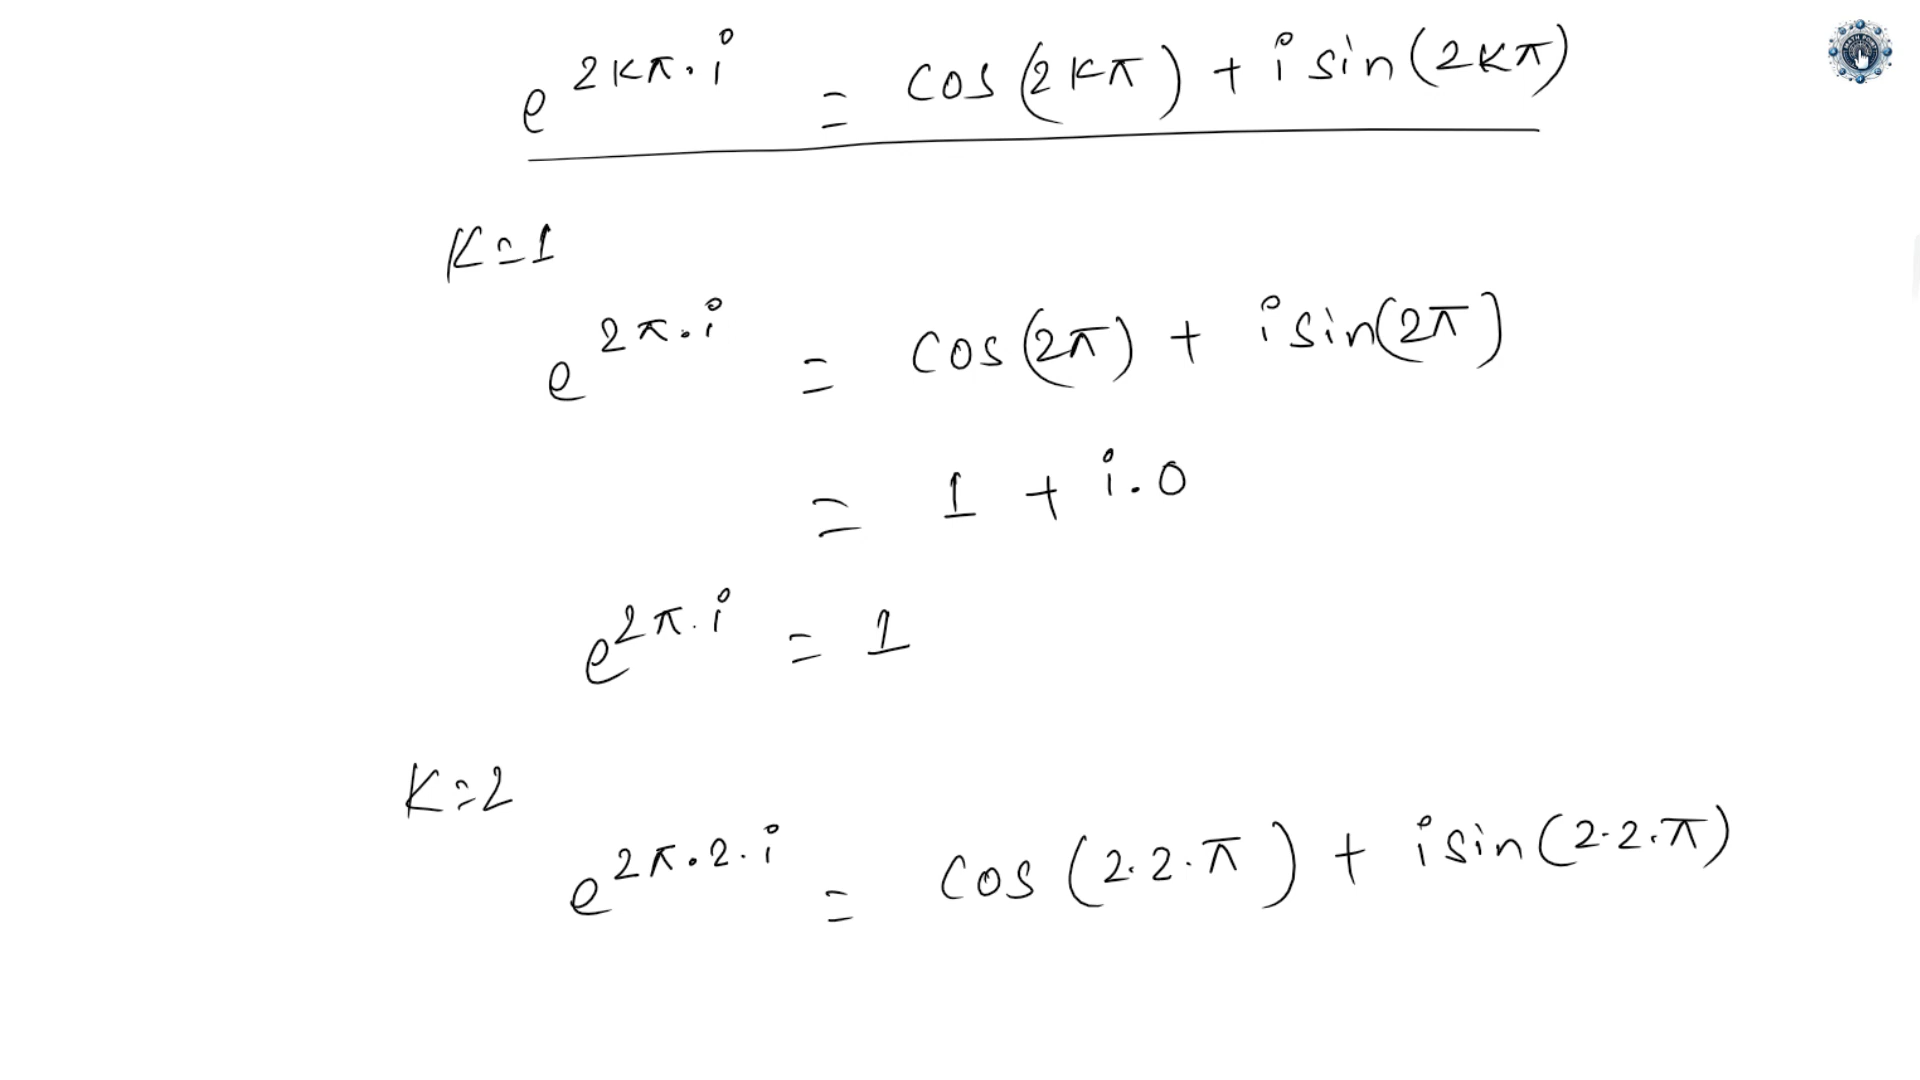 e^{2kπ·i} = cos(2kπ) + i sin(2kπ)
K=1
e^{2π·i} = cos(2π) + i sin(2π)
= 1 + i·0
e^{2π·i} = 1
K=2
e^{2π·2·i} = cos(2·2·π) + i sin(2·2·π)